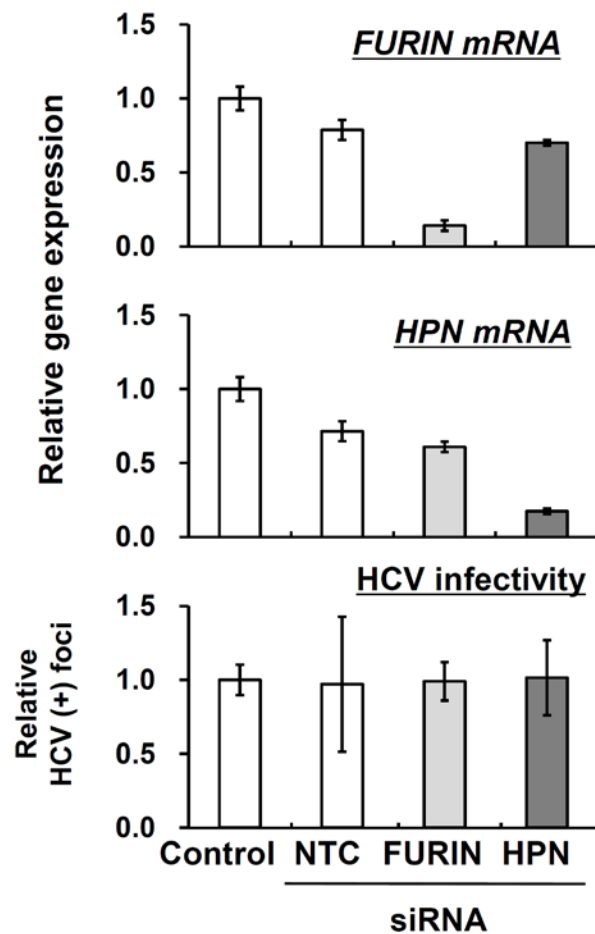 Relative gene expression
FURIN mRNA
1.5
1.0
0.5
0.0
HPN mRNA
1.5
1.0
0.5
0.0
Relative
HCV (+) foci
HCV infectivity
1.5
1.0
0.5
0.0
Control NTC FURIN HPN
siRNA